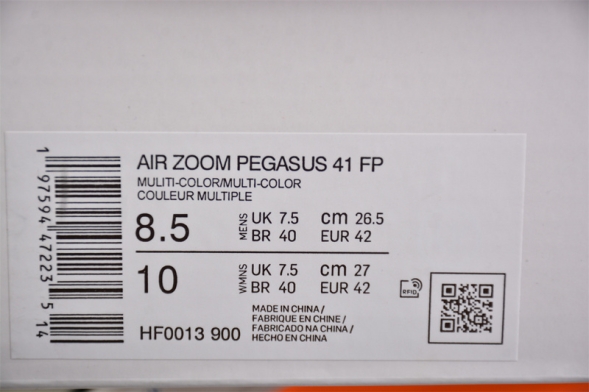 AIR ZOOM PEGASUS 41 FP
MULITI-COLOR/MULTI-COLOR
COULEUR MULTIPLE
8.5 MENS UK 7.5 cm 26.5
BR 40 EUR 42
10 WMNS UK 7.5 cm 27
BR 40 EUR 42
RFID
HF0013 900
MADE IN CHINA /
FABRIQUE EN CHINE /
FABRICADO NA CHINA /
HECHO EN CHINA
1 97594 47223 5 14